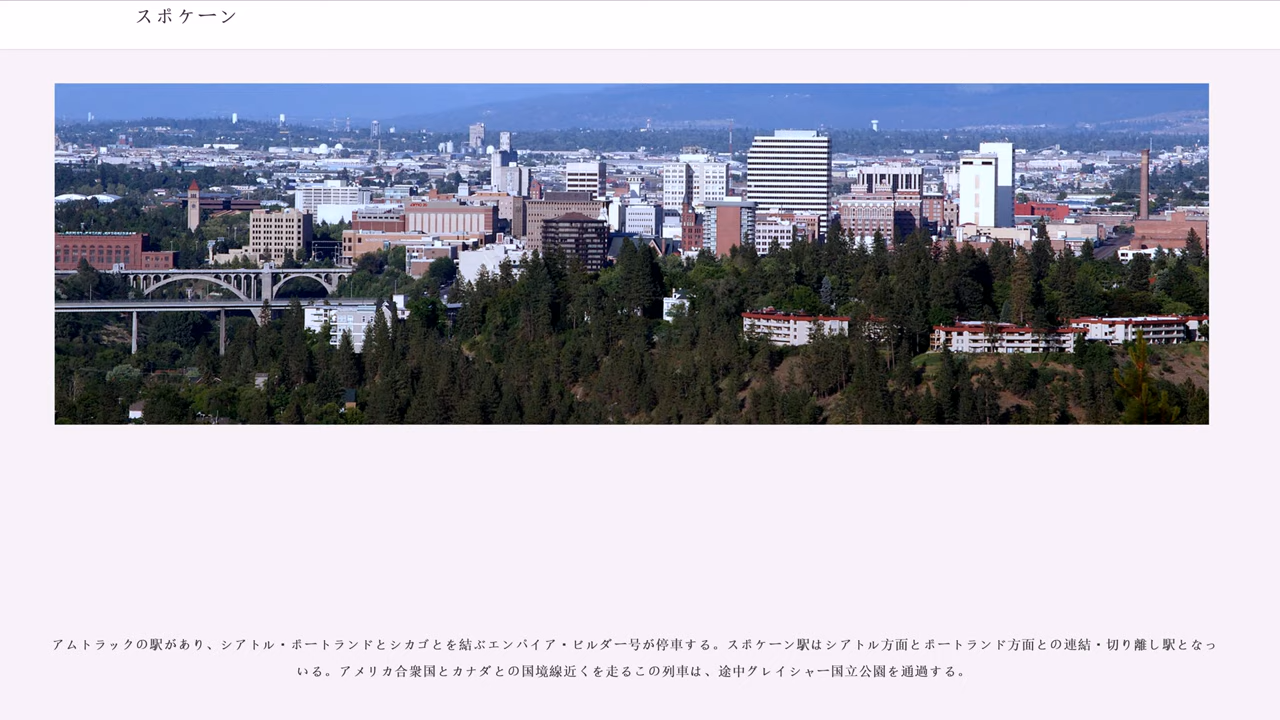 スポケーン
アムトラックの駅があり、シアトル・ポートランドとシカゴとを結ぶエンパイア・ビルダー号が停車する。スポケーン駅はシアトル方面とポートランド方面との連結・切り離し駅となっ
いる。アメリカ合衆国とカナダとの国境線近くを走るこの列車は、途中グレイシャー国立公園を通過する。